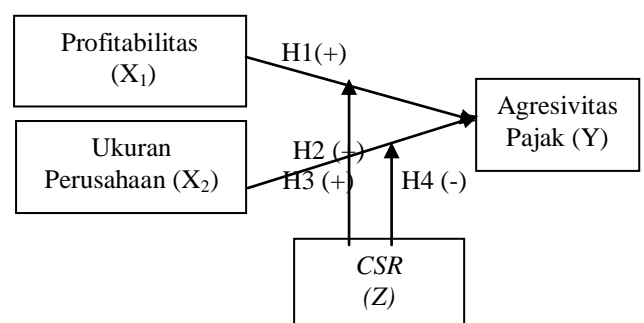 Profitabilitas
(X₁)
H1(+)
Agresivitas
Pajak (Y)
Ukuran
Perusahaan (X₂)
H2
H3 (+)
H4 (-)
CSR
(Z)